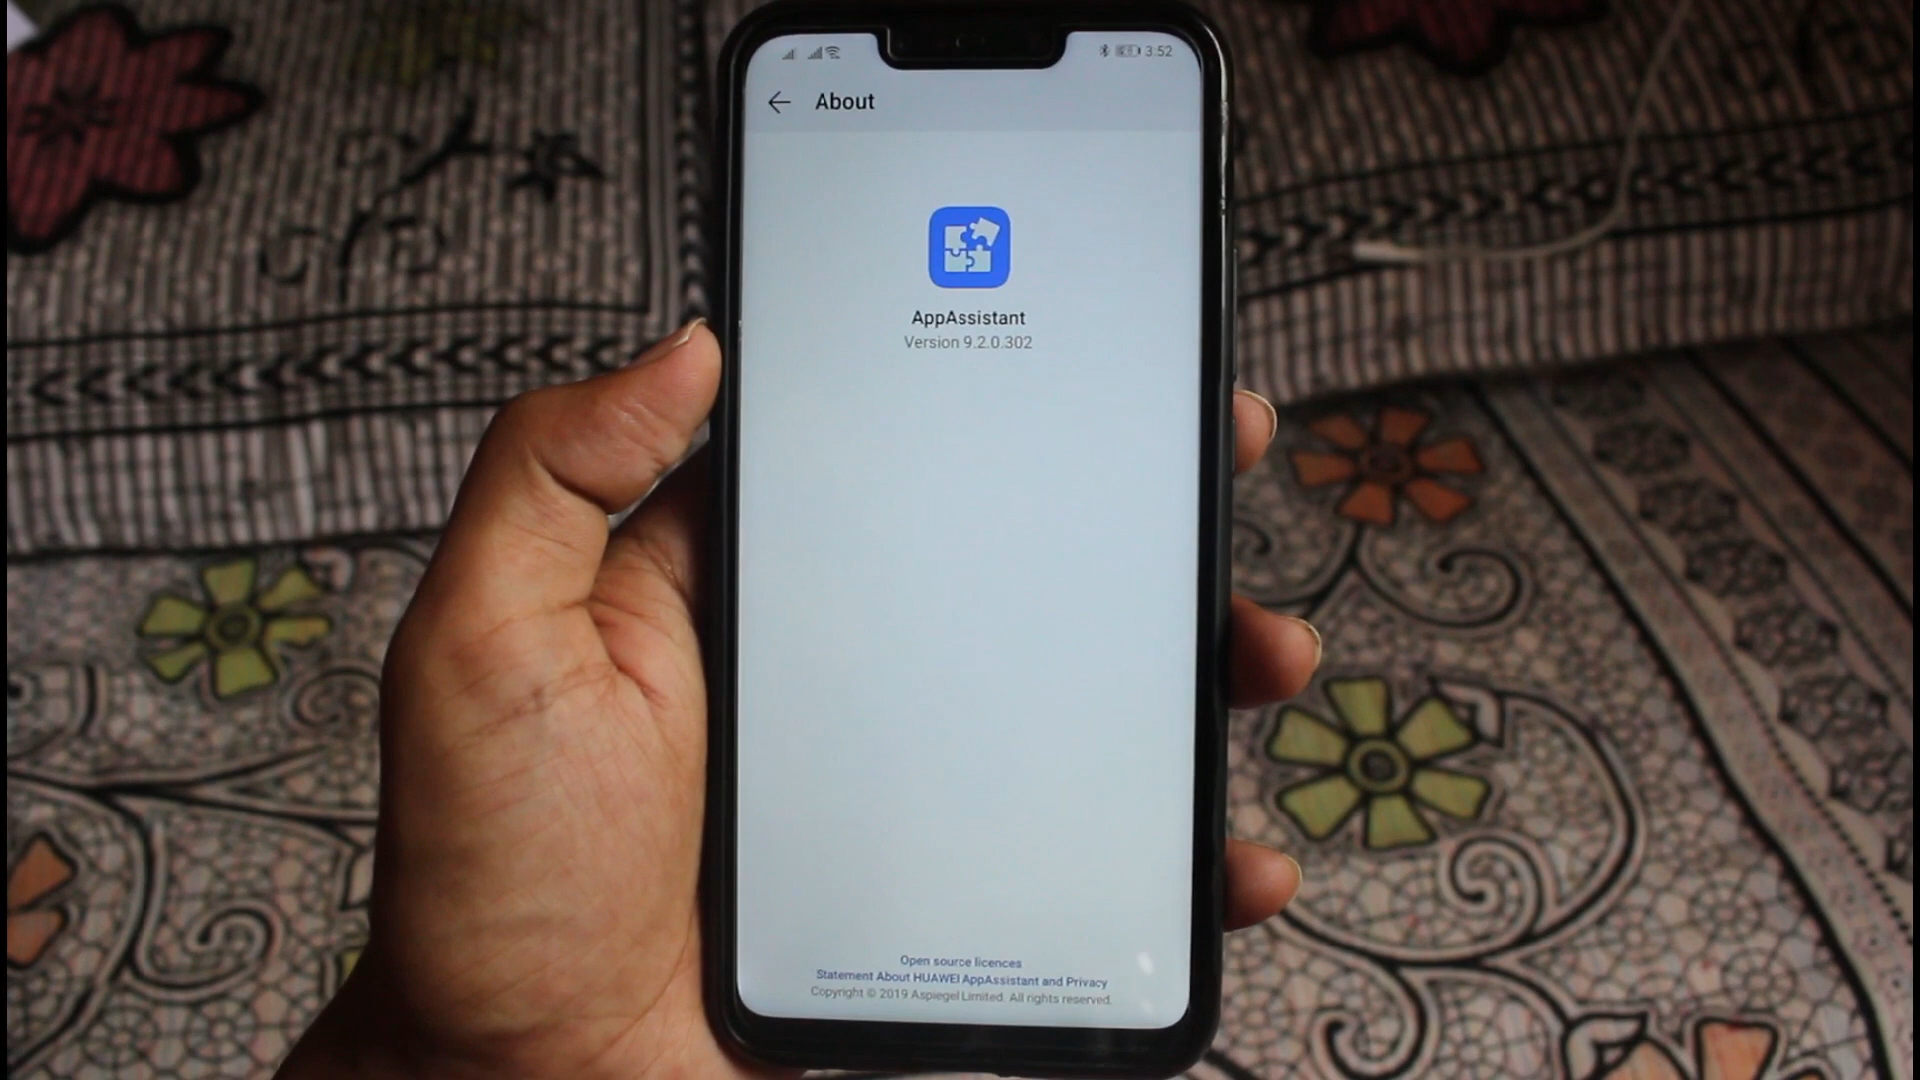 3:52
About
AppAssistant
Version 9.2.0.302
Open source licences
Statement About HUAWEI AppAssistant and Privacy
Copyright © 2019 Aspiegel Limited. All rights reserved.